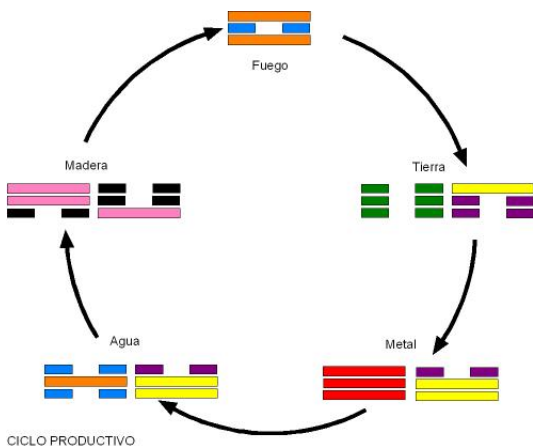 Fuego
Madera
Tierra
Agua
Metal
CICLO PRODUCTIVO